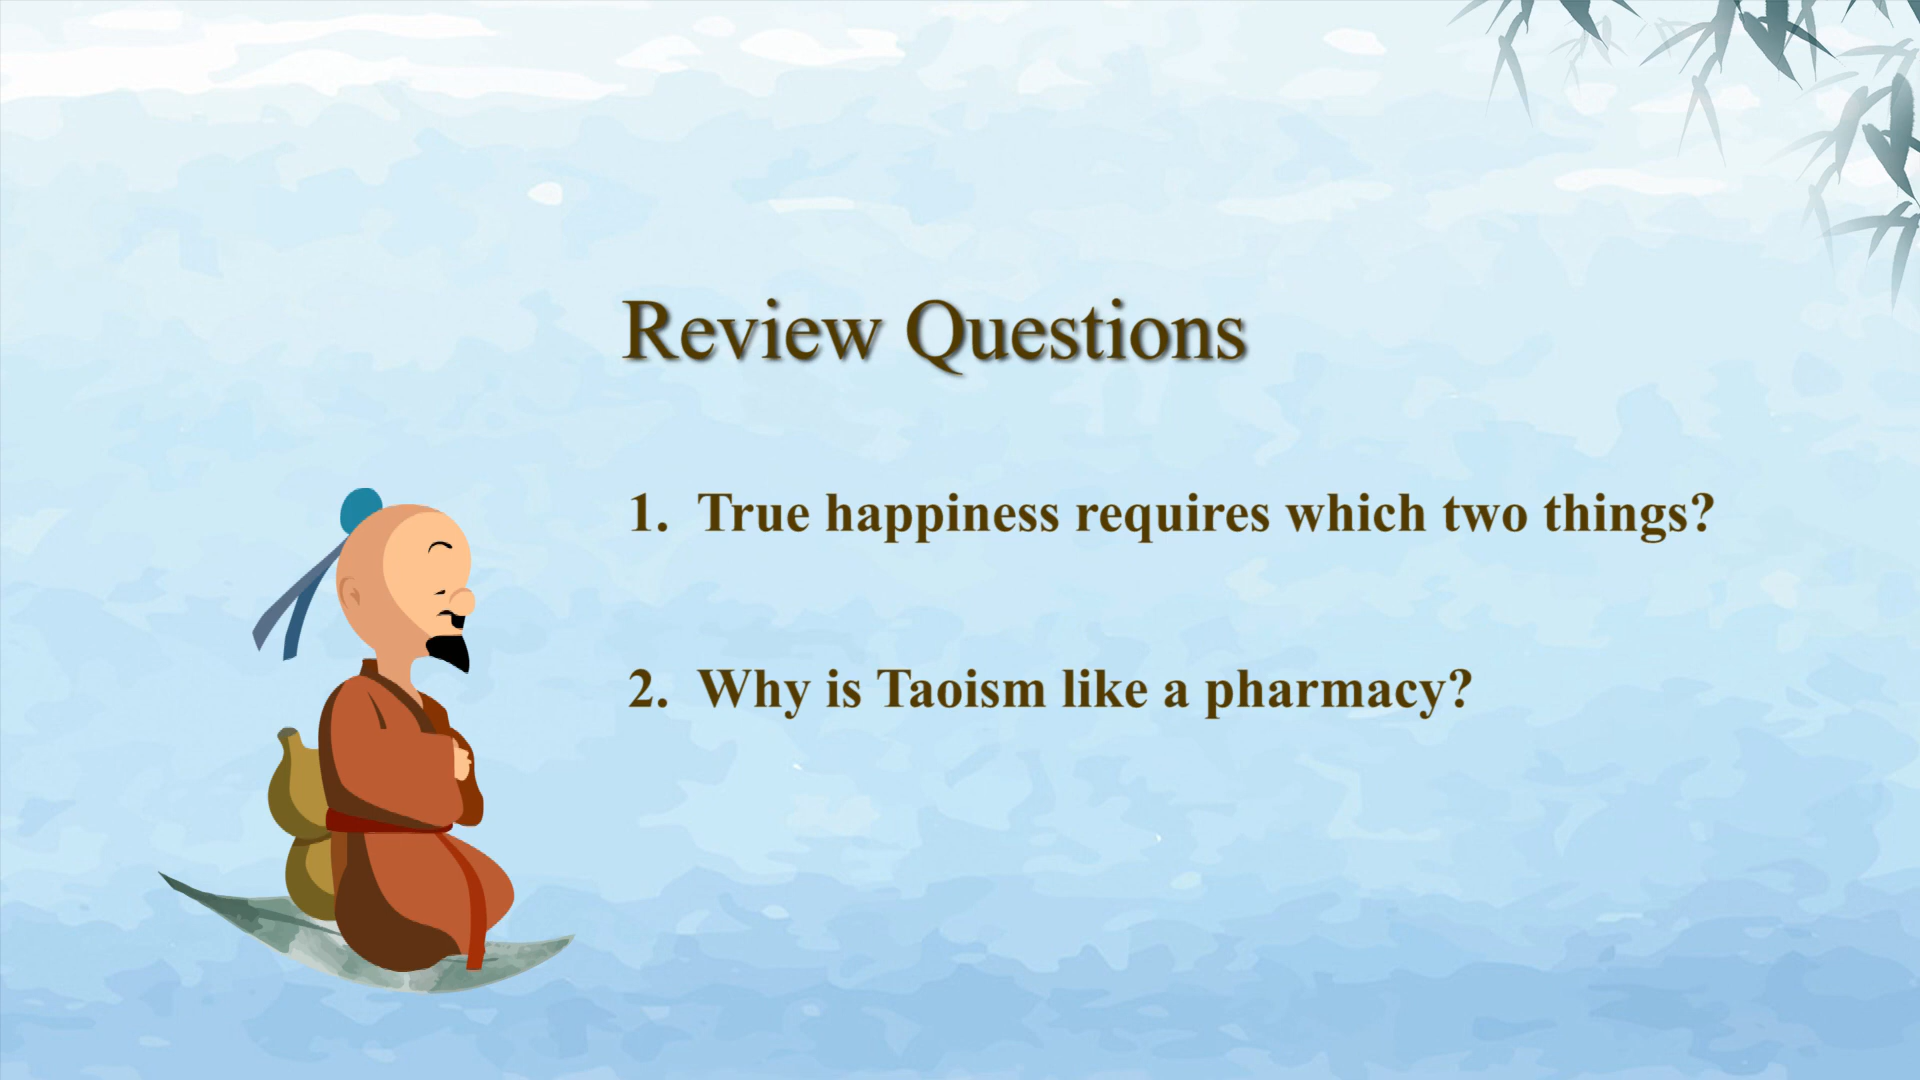 Review Questions
1. True happiness requires which two things?
2. Why is Taoism like a pharmacy?